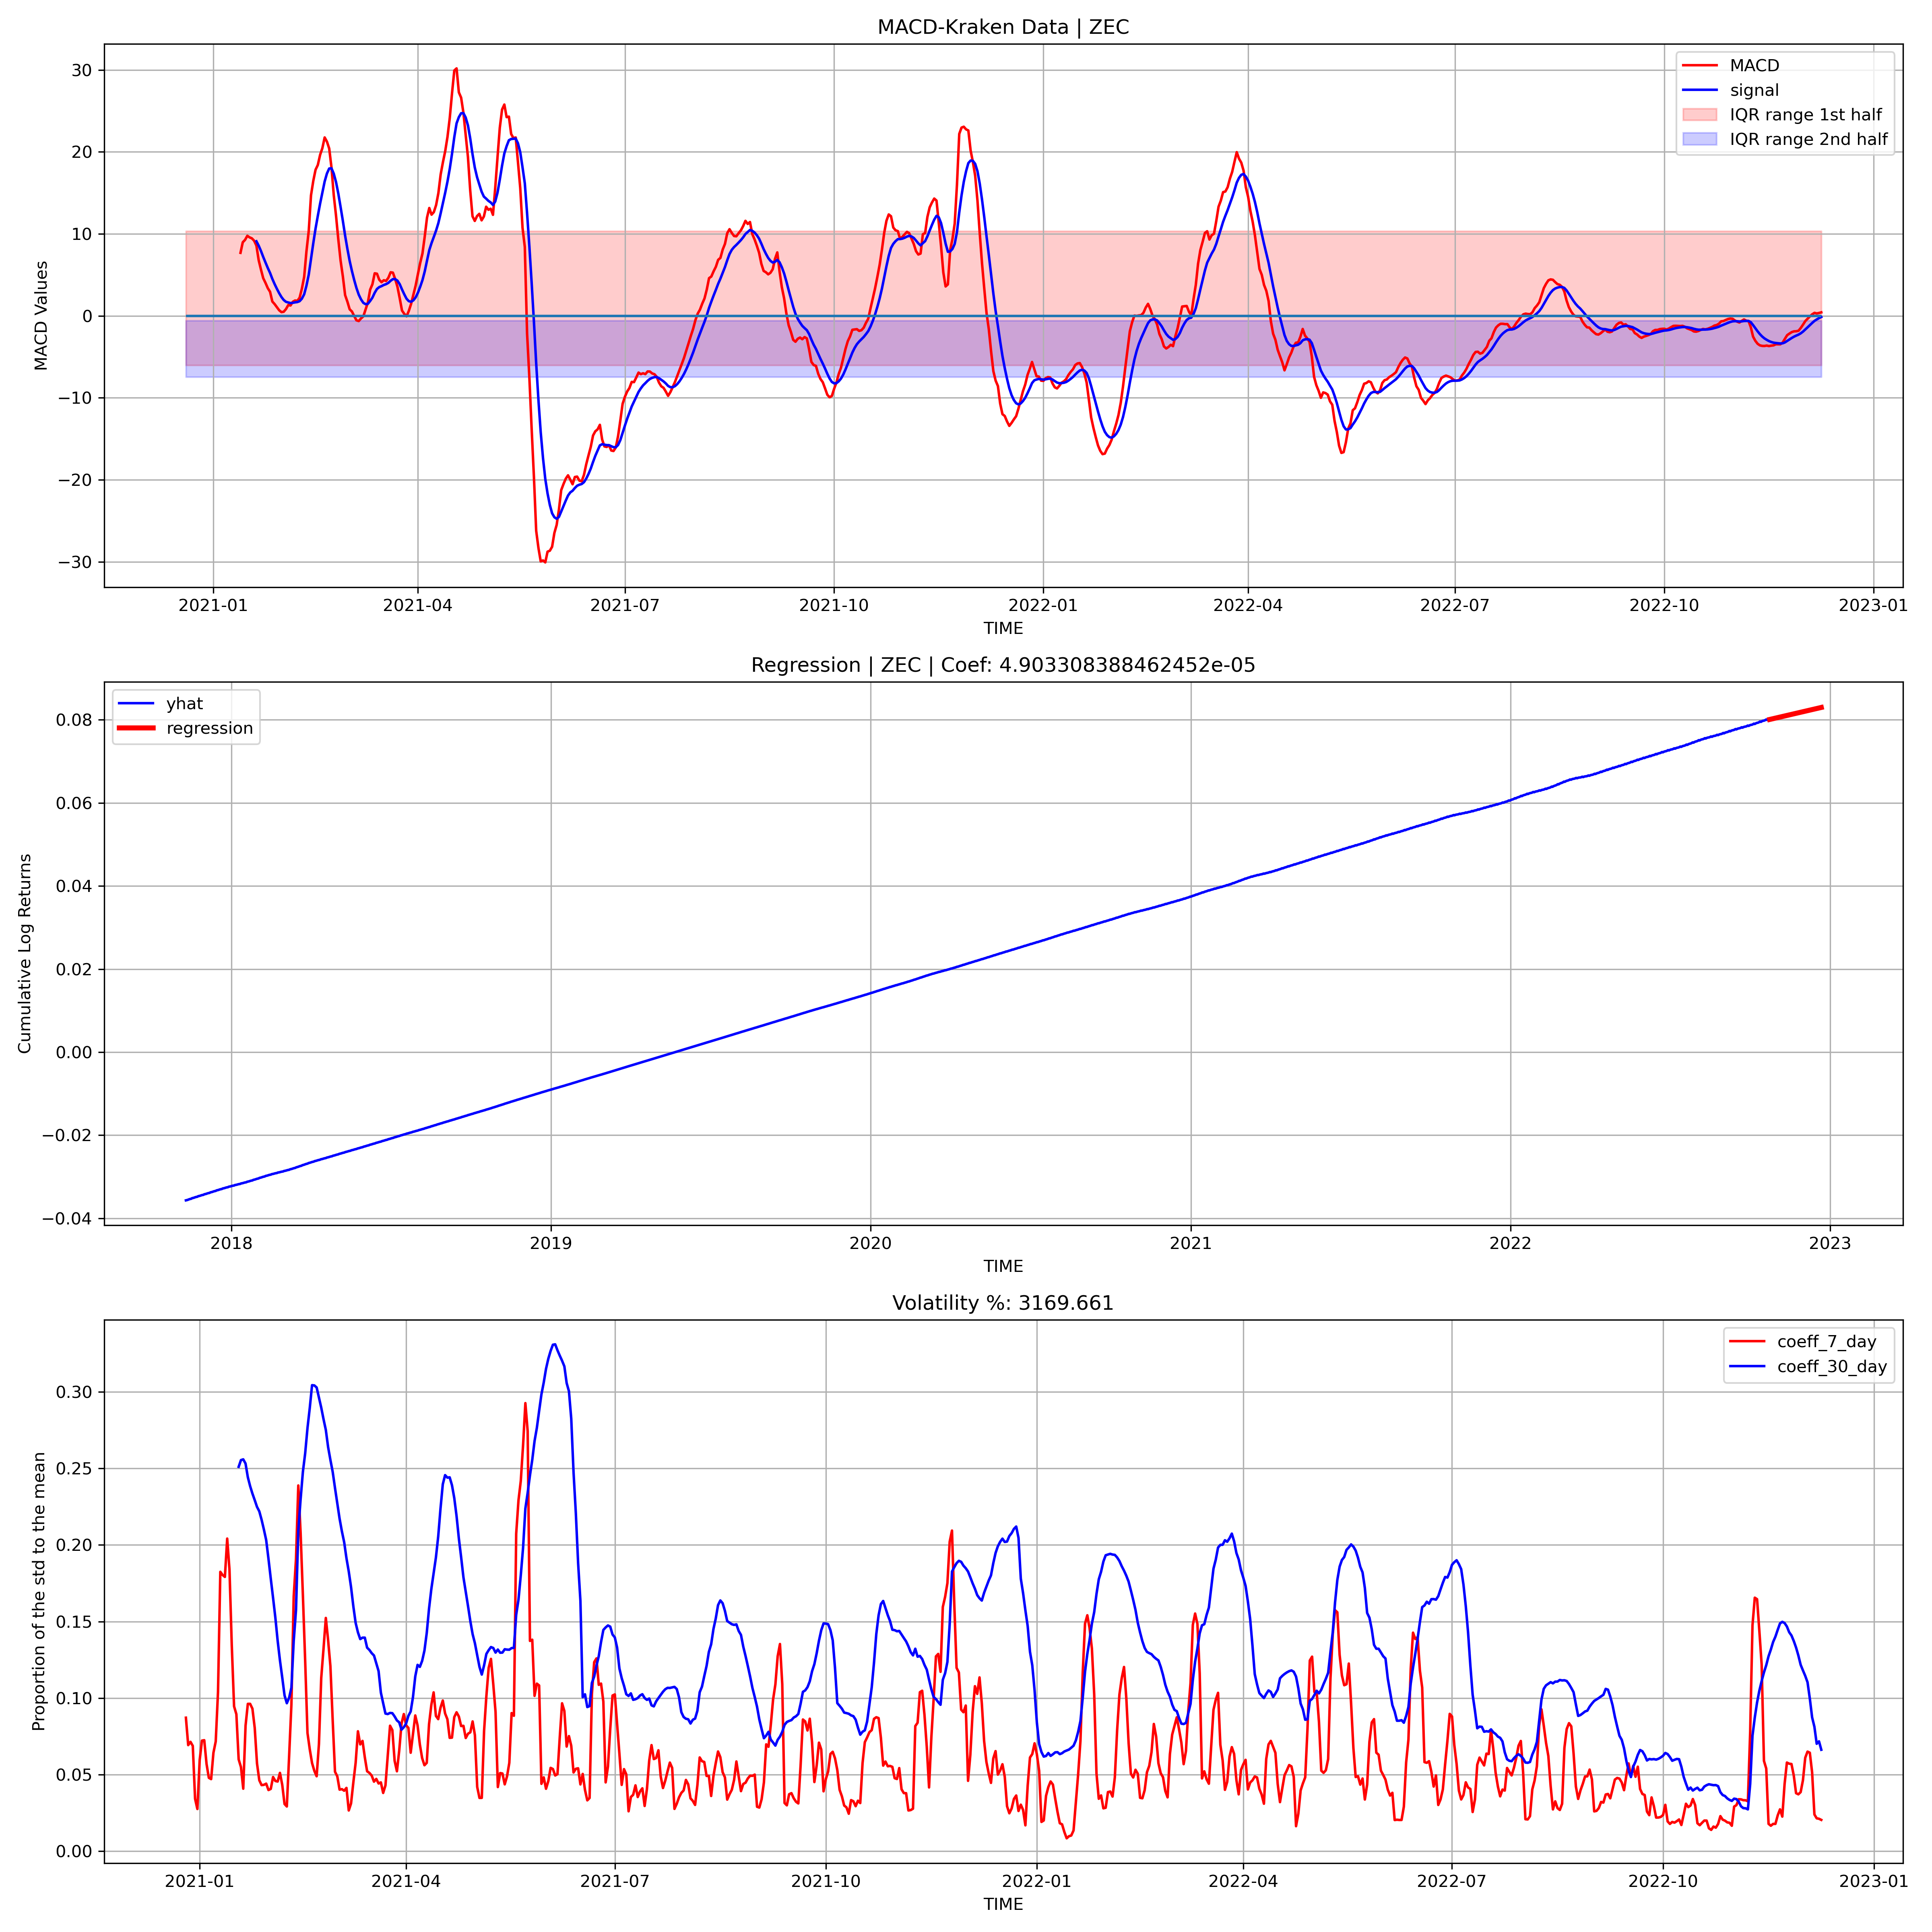 MACD-Kraken Data | ZEC
MACD
signal
IQR range 1st half
IQR range 2nd half
30
20
10
0
−10
−20
−30
MACD Values
2021-01 2021-04 2021-07 2021-10 2022-01 2022-04 2022-07 2022-10 2023-01
TIME
Regression | ZEC | Coef: 4.903308388462452e-05
yhat
regression
0.08
0.06
0.04
0.02
0.00
−0.02
−0.04
Cumulative Log Returns
2018 2019 2020 2021 2022 2023
TIME
Volatility %: 3169.661
coeff_7_day
coeff_30_day
0.30
0.25
0.20
0.15
0.10
0.05
0.00
Proportion of the std to the mean
2021-01 2021-04 2021-07 2021-10 2022-01 2022-04 2022-07 2022-10 2023-01
TIME